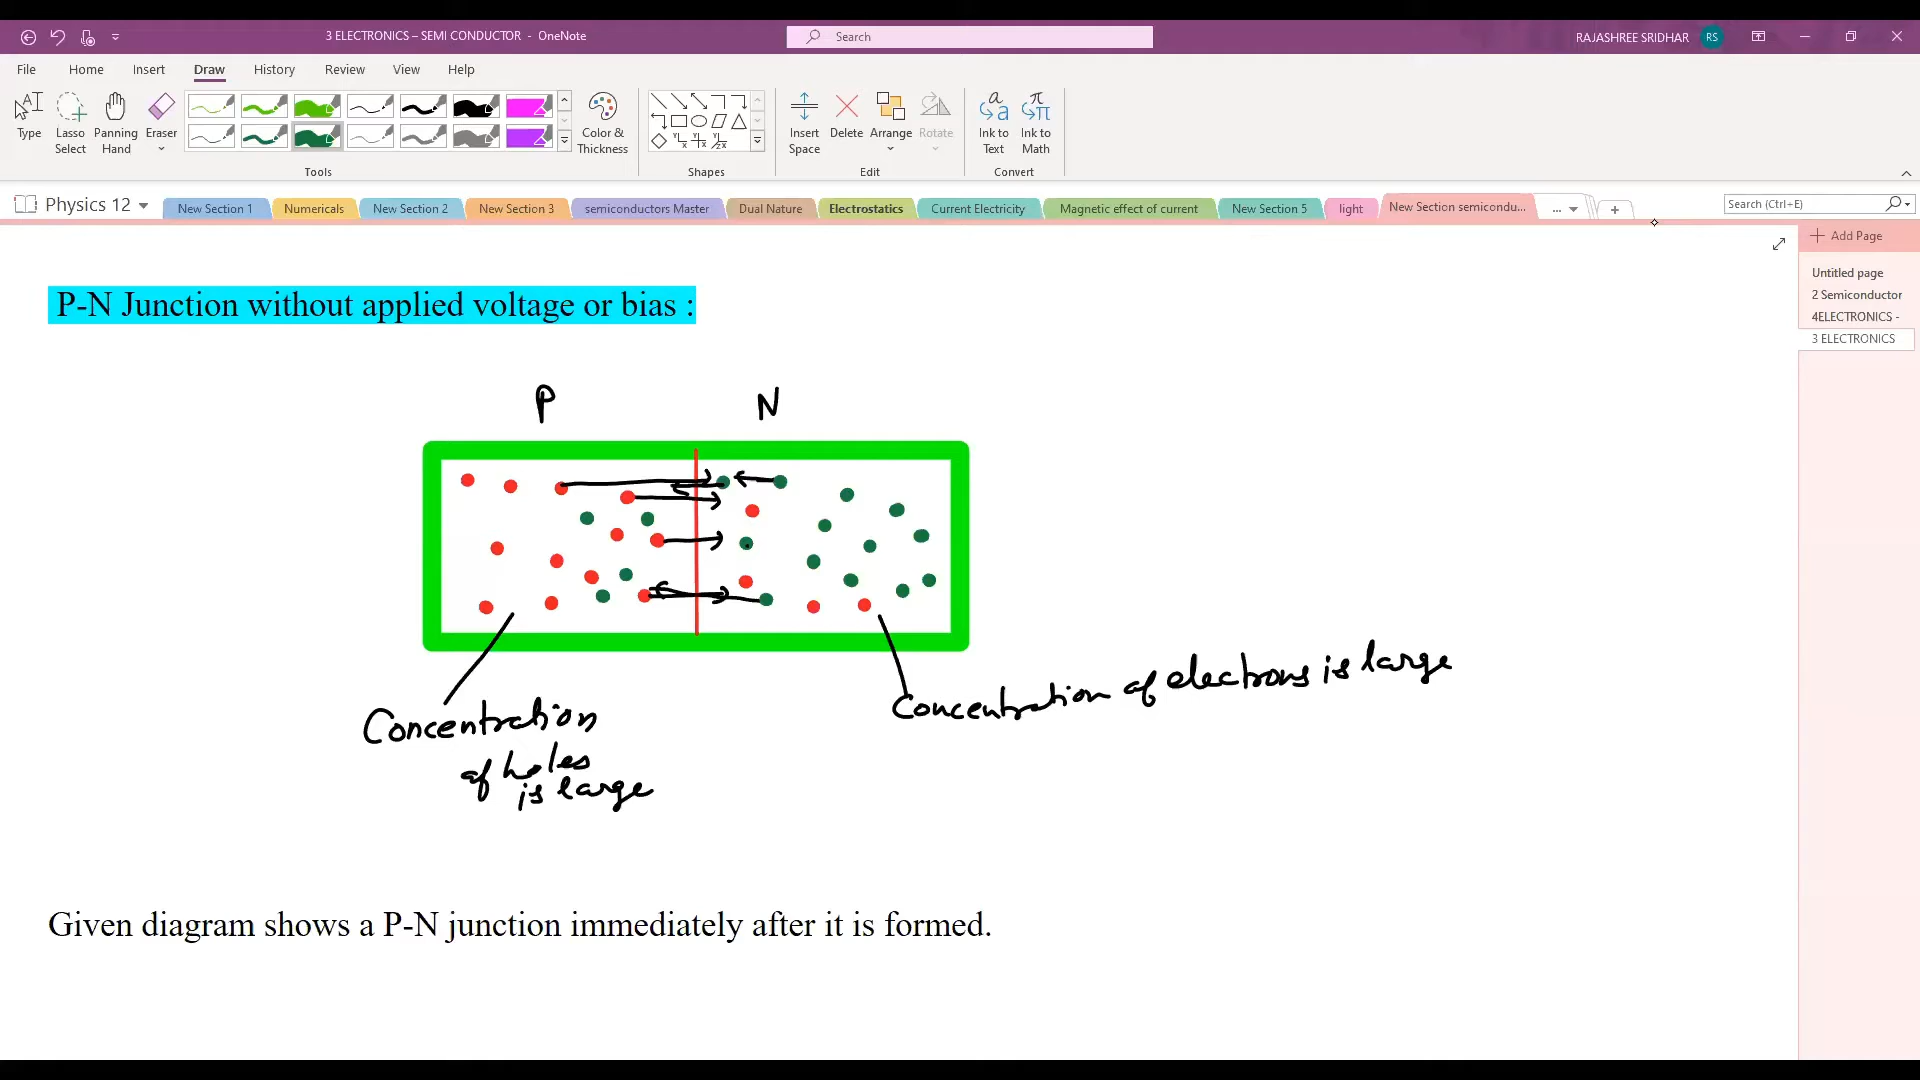 3 ELECTRONICS – SEMI CONDUCTOR - OneNote
Search
RAJASHREE SRIDHAR
RS
File
Home
Insert
Draw
History
Review
View
Help
Type
Lasso Select
Panning Hand
Eraser
Color & Thickness
Insert Space
Delete
Arrange
Rotate
Ink to Text
Ink to Math
Tools
Shapes
Edit
Convert
Physics 12
New Section 1
Numericals
New Section 2
New Section 3
semiconductors Master
Dual Nature
Electrostatics
Current Electricity
Magnetic effect of current
New Section 5
light
New Section semicondu...
...
Search (Ctrl+E)
Add Page
Untitled page
2 Semiconductor
4ELECTRONICS -
3 ELECTRONICS
P-N Junction without applied voltage or bias :
P
N
Concentration
of holes
is large
Concentration of electrons is large
Given diagram shows a P-N junction immediately after it is formed.